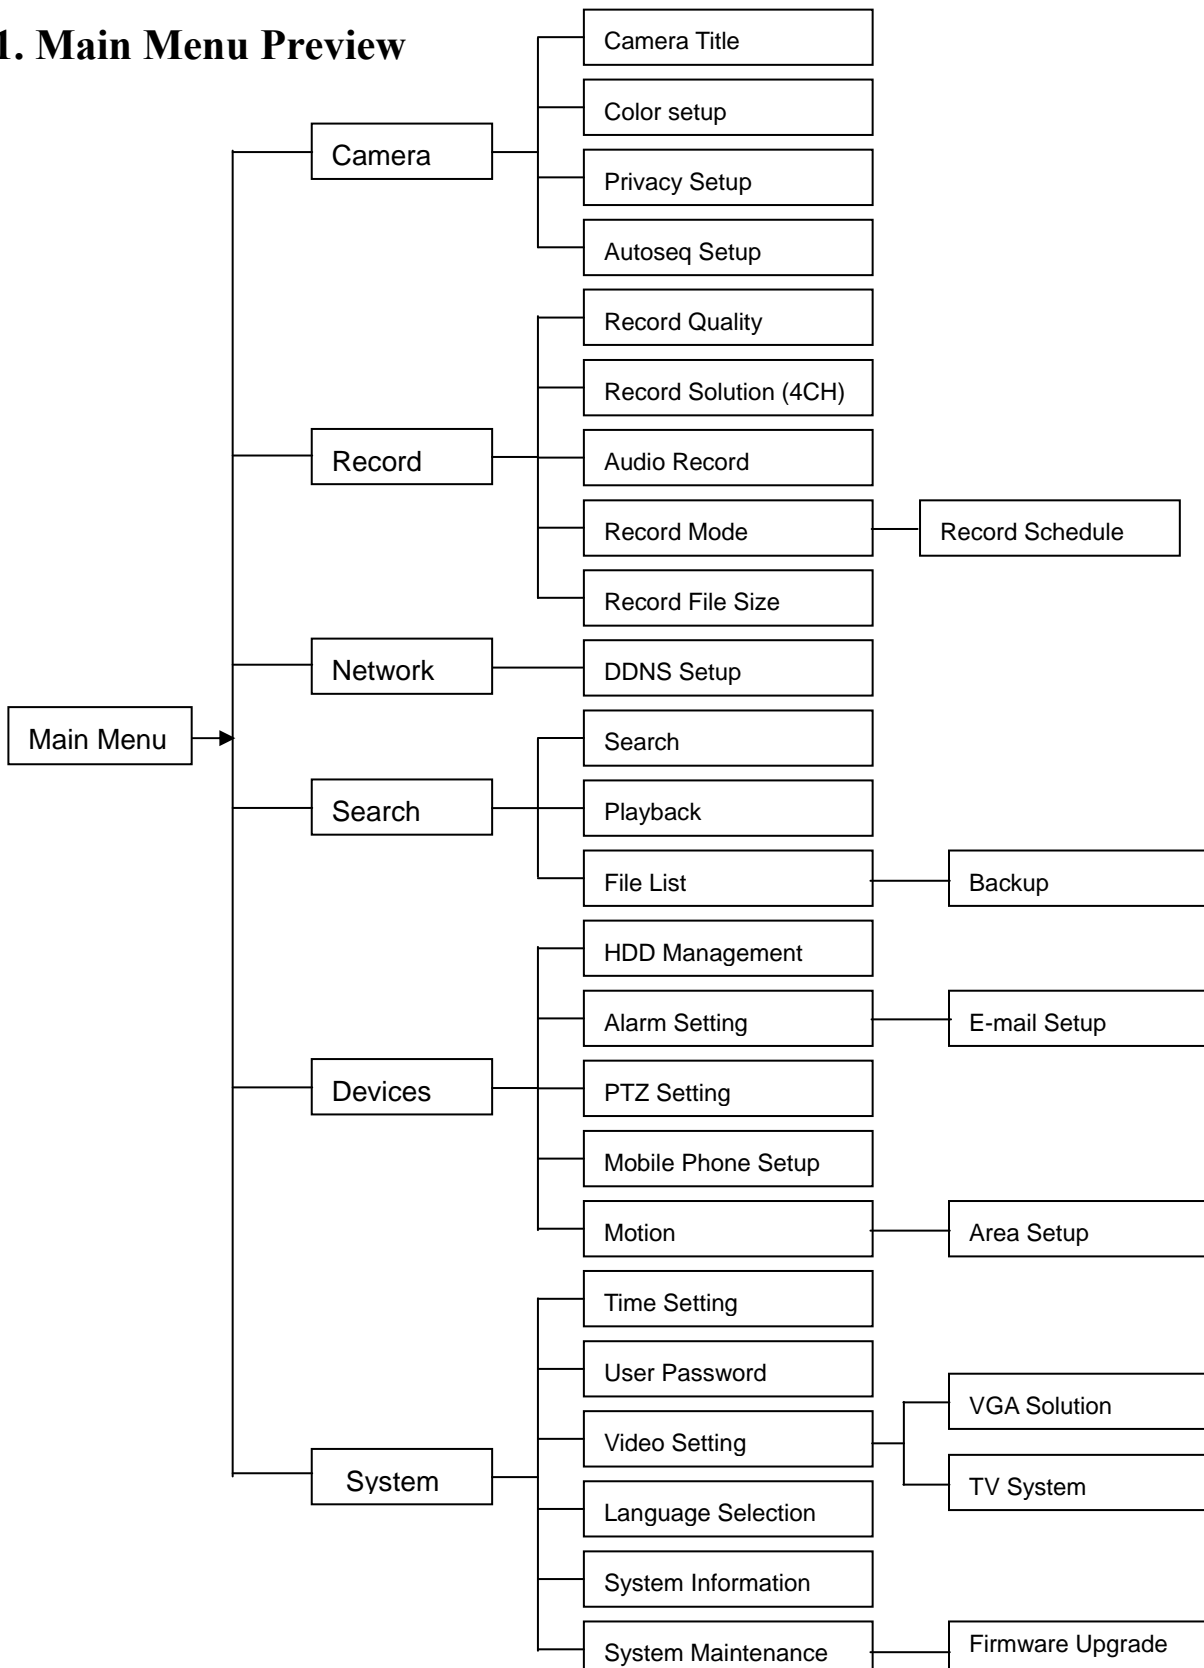 1. Main Menu Preview
Camera Title
Color setup
Camera
Privacy Setup
Autoseq Setup
Record Quality
Record Solution (4CH)
Record
Audio Record
Record Mode
Record Schedule
Record File Size
Network
DDNS Setup
Main Menu
Search
Search
Playback
File List
Backup
HDD Management
Alarm Setting
E-mail Setup
Devices
PTZ Setting
Mobile Phone Setup
Motion
Area Setup
Time Setting
User Password
Video Setting
VGA Solution
TV System
System
Language Selection
System Information
System Maintenance
Firmware Upgrade